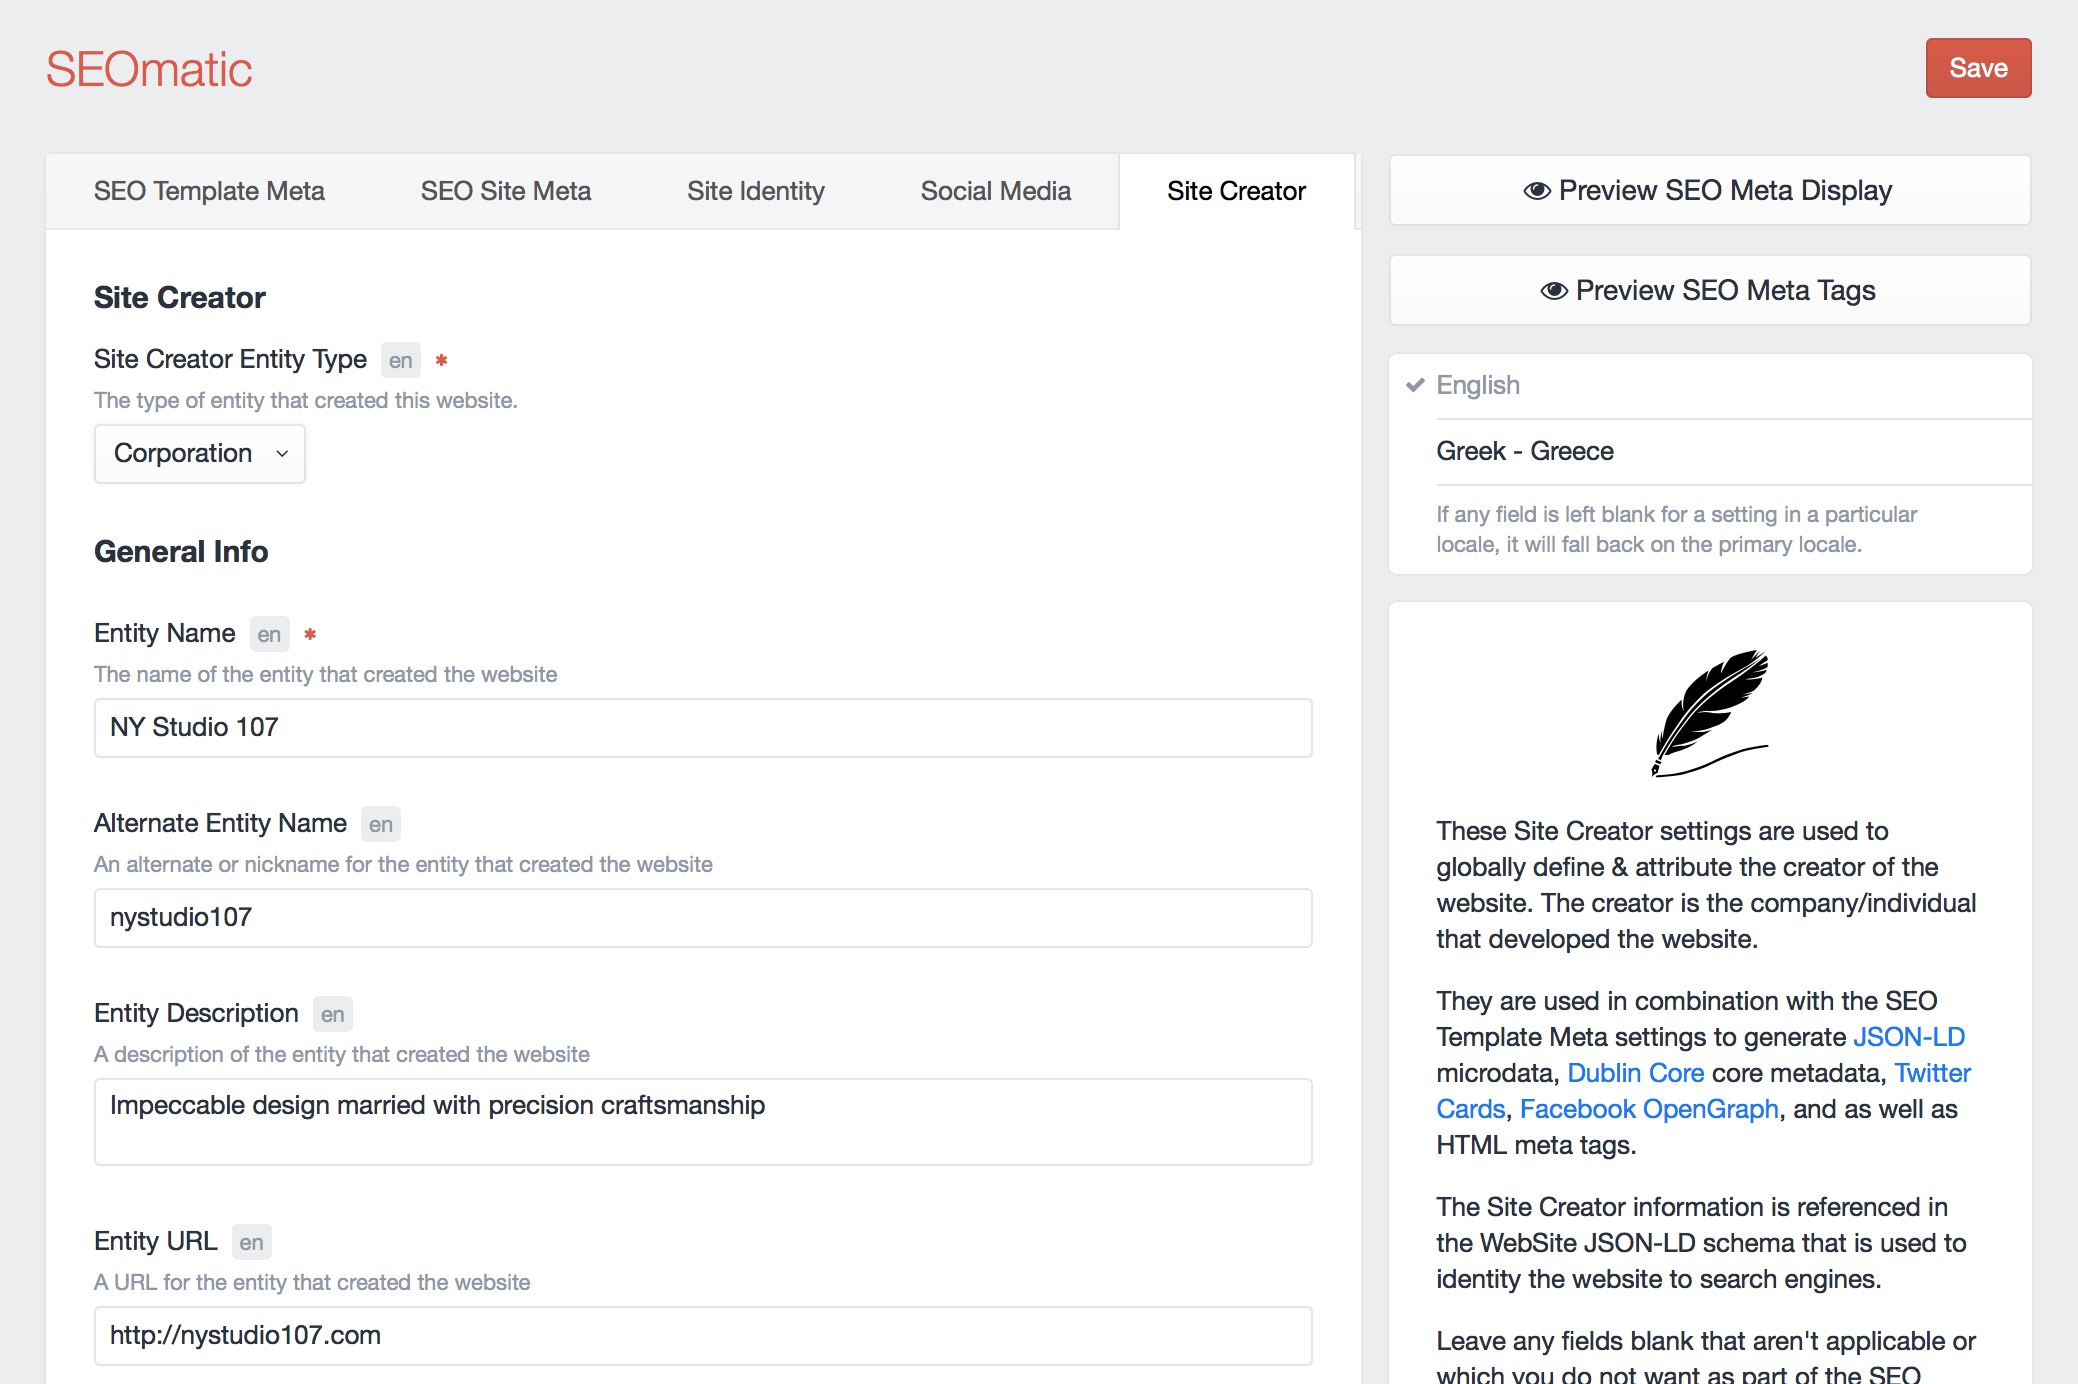 SEOmatic
Save
SEO Template Meta
SEO Site Meta
Site Identity
Social Media
Site Creator
Site Creator
Site Creator Entity Type en *
The type of entity that created this website.
Corporation
General Info
Entity Name en *
The name of the entity that created the website
NY Studio 107
Alternate Entity Name en
An alternate or nickname for the entity that created the website
nystudio107
Entity Description en
A description of the entity that created the website
Impeccable design married with precision craftsmanship
Entity URL en
A URL for the entity that created the website
http://nystudio107.com
Preview SEO Meta Display
Preview SEO Meta Tags
English
Greek - Greece
If any field is left blank for a setting in a particular
locale, it will fall back on the primary locale.
These Site Creator settings are used to
globally define & attribute the creator of the
website. The creator is the company/individual
that developed the website.
They are used in combination with the SEO
Template Meta settings to generate JSON-LD
microdata, Dublin Core core metadata, Twitter
Cards, Facebook OpenGraph, and as well as
HTML meta tags.
The Site Creator information is referenced in
the WebSite JSON-LD schema that is used to
identity the website to search engines.
Leave any fields blank that aren't applicable or
which you do not want as part of the SEO